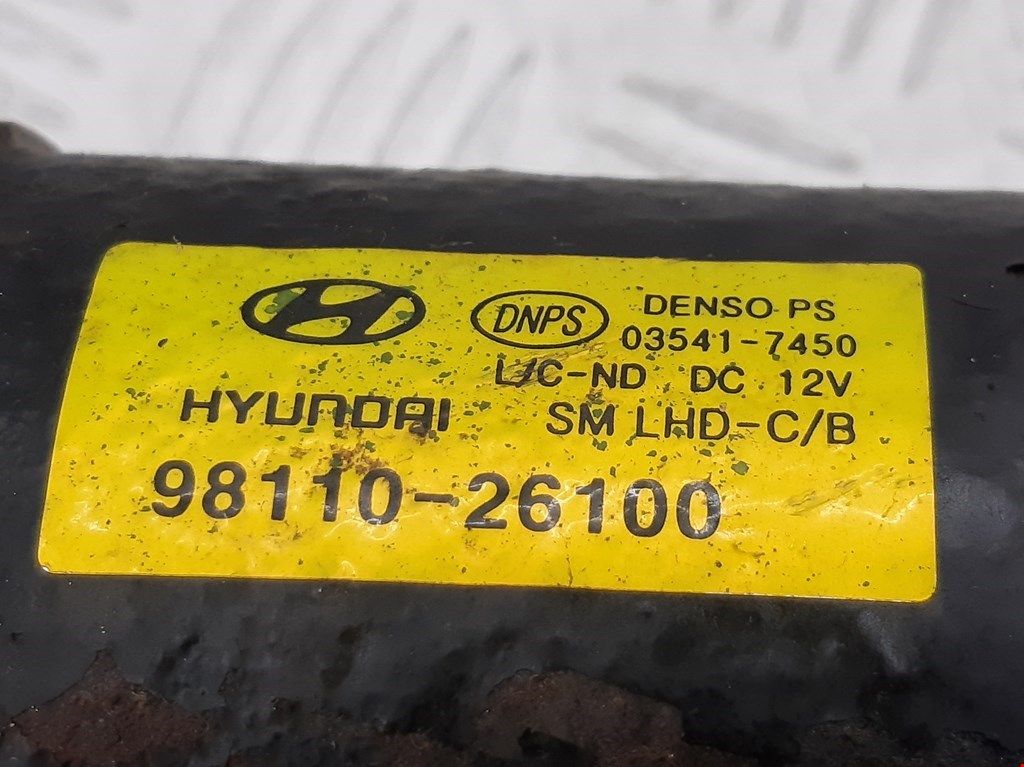 DNPS
DENSO PS
03541-7450
L/C-ND DC 12V
HYUNDAI
SM LHD-C/B
98110-26100